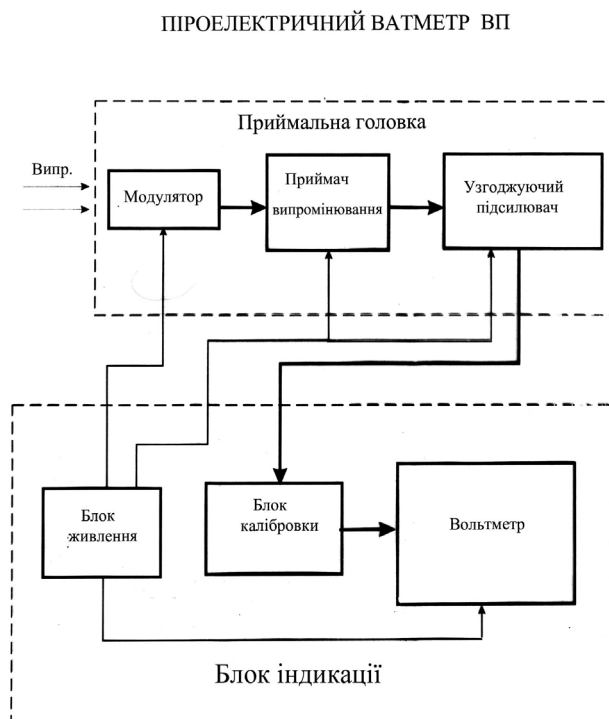 ПІРОЕЛЕКТРИЧНИЙ ВАТМЕТР ВП
Приймальна головка
Випр.
Модулятор
Приймач
випромінювання
Узгоджуючий
підсилювач
Блок
живлення
Блок
калібровки
Вольтметр
Блок індикації